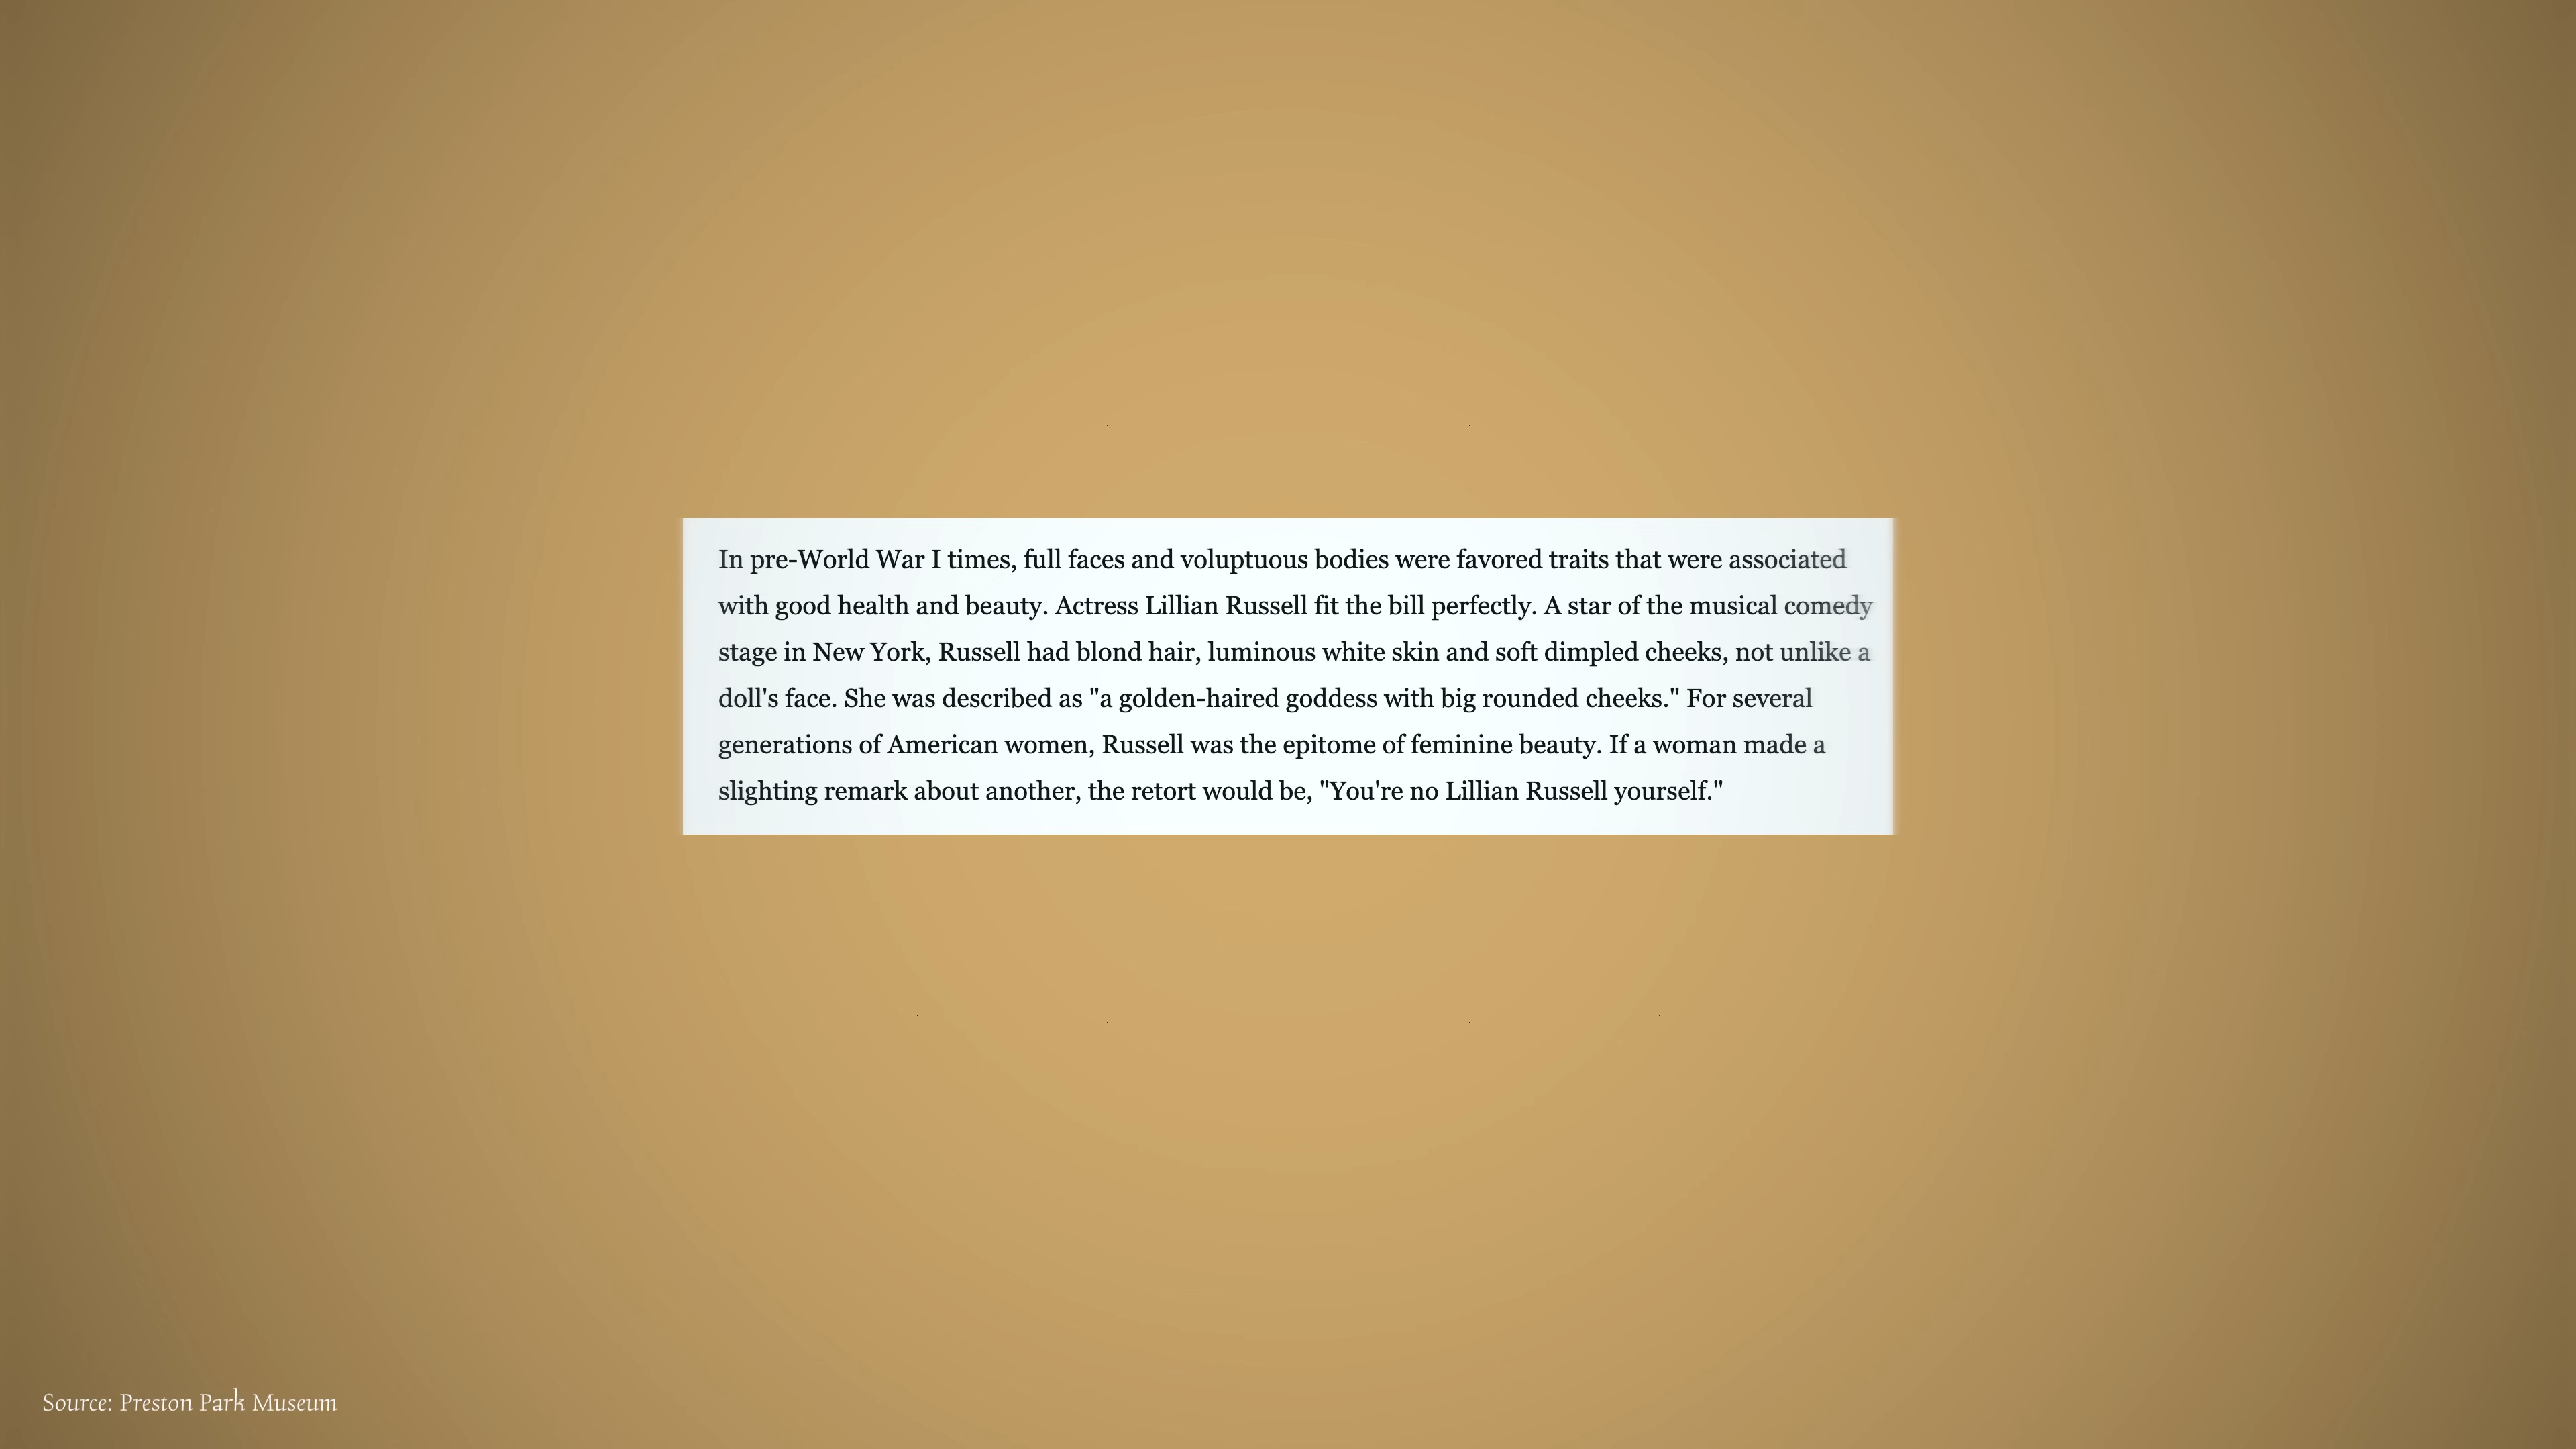 In pre-World War I times, full faces and voluptuous bodies were favored traits that were associated
with good health and beauty. Actress Lillian Russell fit the bill perfectly. A star of the musical comedy
stage in New York, Russell had blond hair, luminous white skin and soft dimpled cheeks, not unlike a
doll's face. She was described as "a golden-haired goddess with big rounded cheeks." For several
generations of American women, Russell was the epitome of feminine beauty. If a woman made a
slighting remark about another, the retort would be, "You're no Lillian Russell yourself."
Source: Preston Park Museum